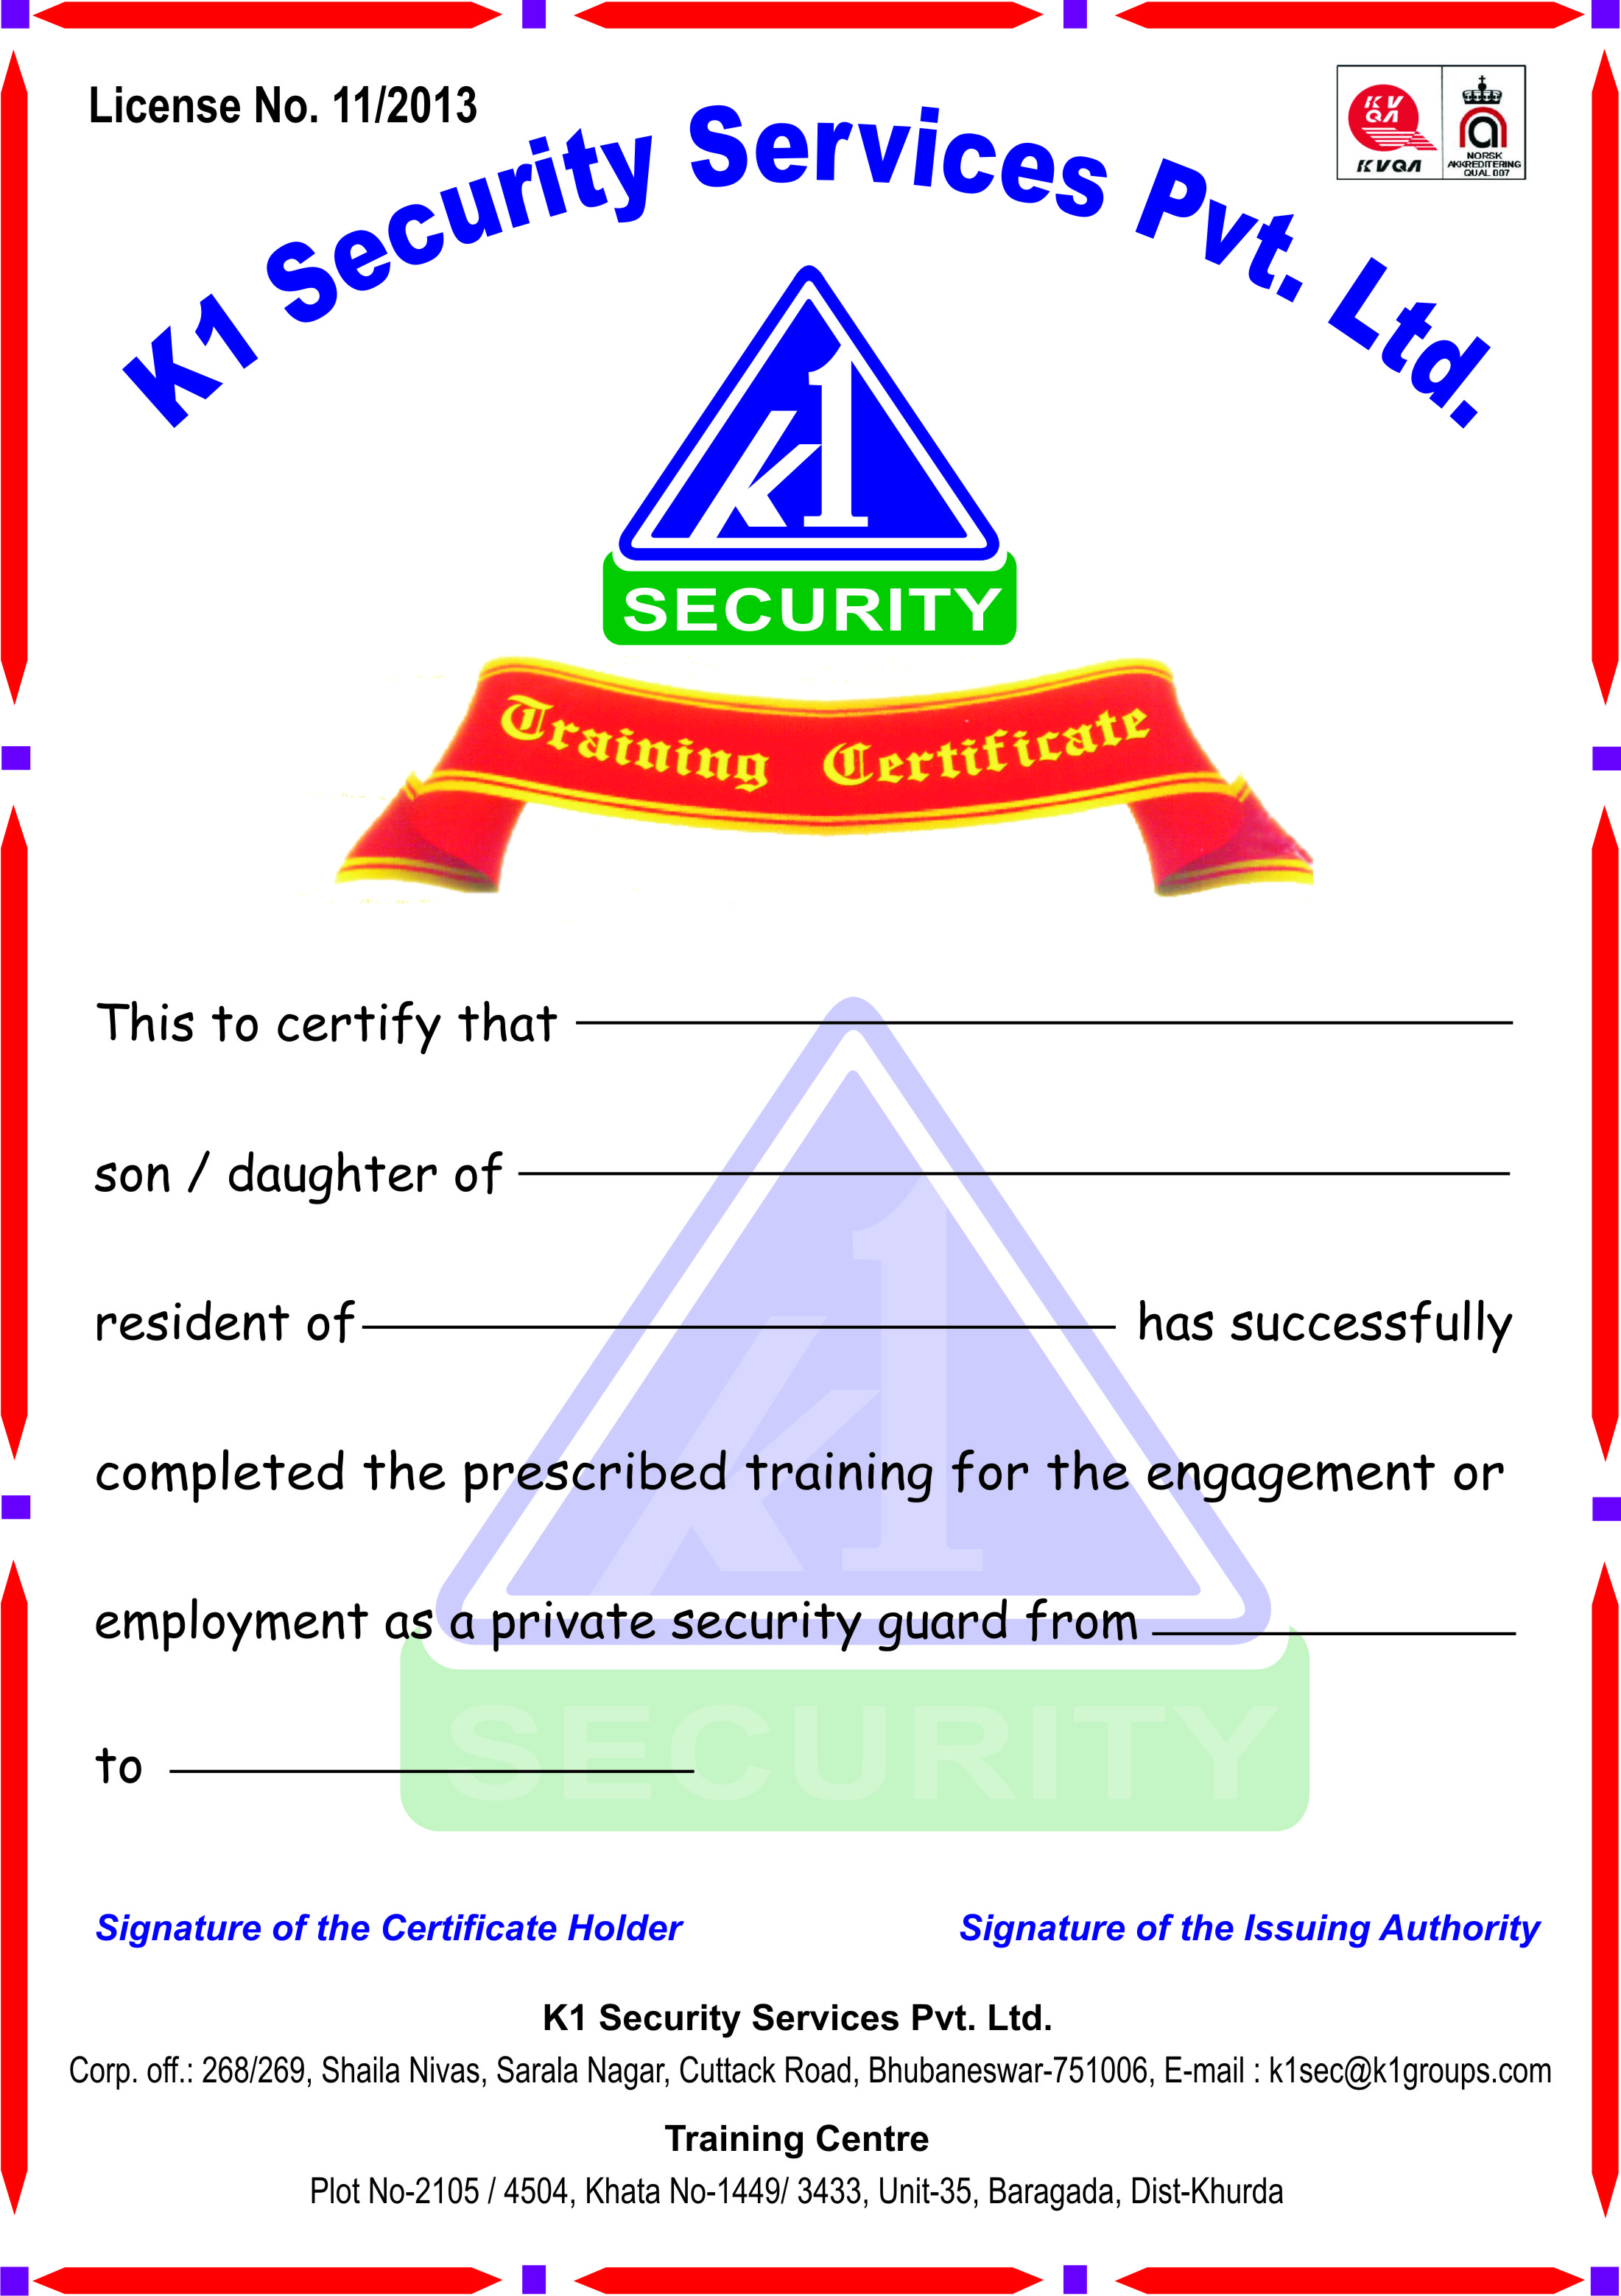 License No. 11/2013
KVQA
KVQA
NORSK
AKKREDITERING
QUAL 007
K1 Security Services Pvt. Ltd.
k1
SECURITY
Training Certificate
This to certify that
son / daughter of
resident of has successfully
completed the prescribed training for the engagement or
employment as a private security guard from
to
k1
SECURITY
Signature of the Certificate Holder Signature of the Issuing Authority
K1 Security Services Pvt. Ltd.
Corp. off.: 268/269, Shaila Nivas, Sarala Nagar, Cuttack Road, Bhubaneswar-751006, E-mail : k1sec@k1groups.com
Training Centre
Plot No-2105 / 4504, Khata No-1449/ 3433, Unit-35, Baragada, Dist-Khurda